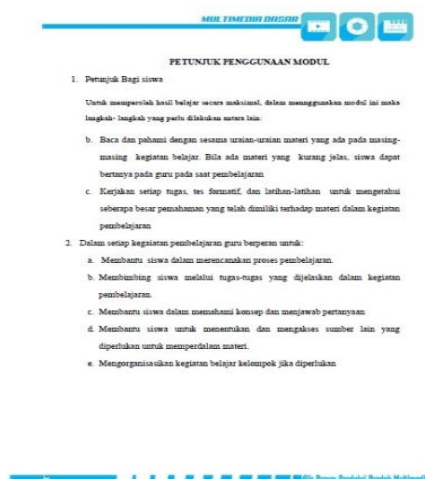 MULTIMEDIA DASAR
PETUNJUK PENGGUNAAN MODUL
1. Petunjuk Bagi siswa
Untuk memperoleh hasil belajar secara maksimal, dalam menggunakan modul ini maka
langkah- langkah yang perlu dilakukan antara lain:
b. Baca dan pahami dengan sesama uraian-uraian materi yang ada pada masing-
masing kegiatan belajar. Bila ada materi yang kurang jelas, siswa dapat
bertanya pada guru pada saat pembelajaran
c. Kerjakan setiap tugas, tes formatif, dan latihan-latihan untuk mengetahui
seberapa besar pemahaman yang telah dimiliki terhadap materi dalam kegiatan
pembelajaran
2. Dalam setiap kegaiatan pembelajaran guru berperan untuk:
a. Membantu siswa dalam merencanakan proses pembelajaran.
b. Membimbing siswa melalui tugas-tugas yang dijelaskan dalam kegiatan
pembelajaran.
c. Membantu siswa dalam memahami konsep dan menjawab pertanyaan
d. Membantu siswa untuk menentukan dan mengakses sumber lain yang
diperlukan untuk memperdalam materi.
e. Mengorganisasikan kegiatan belajar kelompok jika diperlukan